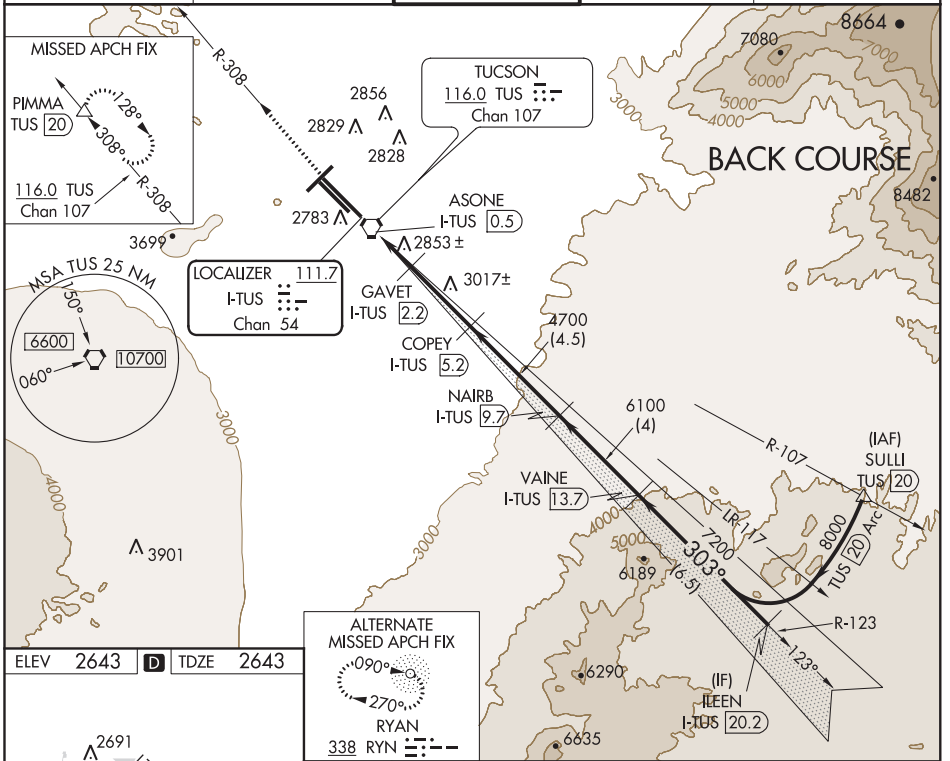 MISSED APCH FIX
PIMMA
TUS 20
128°
308°
R-308
116.0 TUS
Chan 107
R-308
TUCSON
116.0 TUS
Chan 107
8664
7080
7000
6000
5000
4000
3000
8482
BACK COURSE
2856
2829
2828
2783
ASONE
I-TUS 0.5
2853 ±
3017±
3699
LOCALIZER 111.7
I-TUS
Chan 54
GAVET
I-TUS 2.2
COPEY
I-TUS 5.2
4700
(4.5)
NAIRB
I-TUS 9.7
6100
(4)
VAINE
I-TUS 13.7
MSA TUS 25 NM
150°
6600
10700
060°
3000
4000
3901
3000
R-107
(IAF)
SULLI
TUS 20
LR-117
8000
TUS 20 Arc
7200
303°
(6.5)
4000
5000
6189
R-123
123°
(IF)
ILEEN
I-TUS 20.2
6290
6635
ALTERNATE
MISSED APCH FIX
090°
270°
RYAN
338 RYN
ELEV 2643 D TDZE 2643
2691